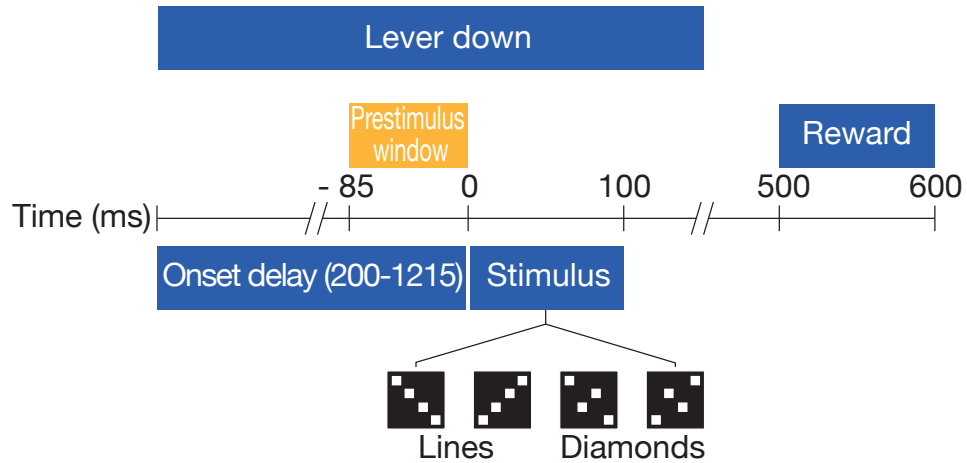 Lever down
Prestimulus
window
Reward
- 85 0 100 500 600
Time (ms)
Onset delay (200-1215) Stimulus
Lines Diamonds